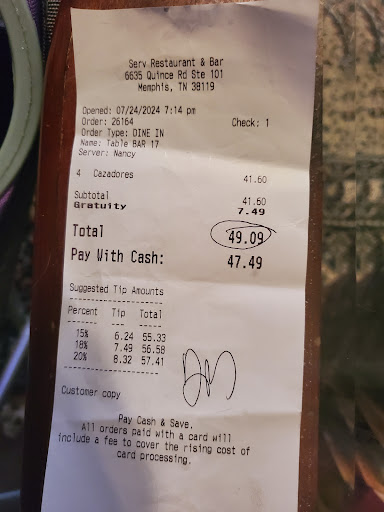 Serv Restaurant & Bar
6635 Quince Rd Ste 101
Memphis, TN 38119
Opened: 07/24/2024 7:14 pm
Order: 26164 Check: 1
Order Type: DINE IN
Name: Table BAR 17
Server: Nancy
4 Cazadores 41.60
Subtotal 41.60
Gratuity 7.49
Total 49.09
Pay With Cash: 47.49
Suggested Tip Amounts
Percent Tip Total
15% 6.24 55.33
18% 7.49 56.58
20% 8.32 57.41
Customer copy
Pay Cash & Save.
All orders paid with a card will
include a fee to cover the rising cost of
card processing.